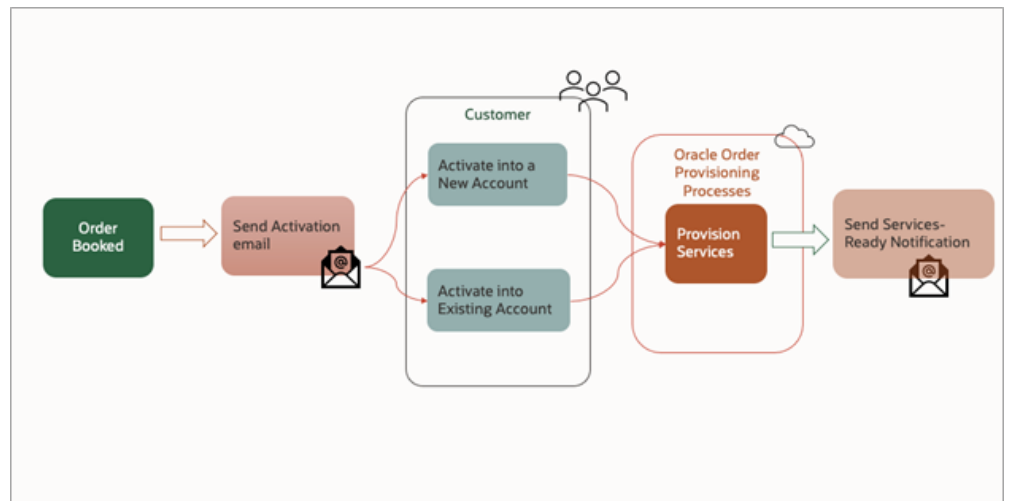 Order
Booked
Send Activation
email
@
Customer
Activate into a
New Account
Activate into
Existing Account
Oracle Order
Provisioning
Processes
Provision
Services
Send Services-
Ready Notification
@